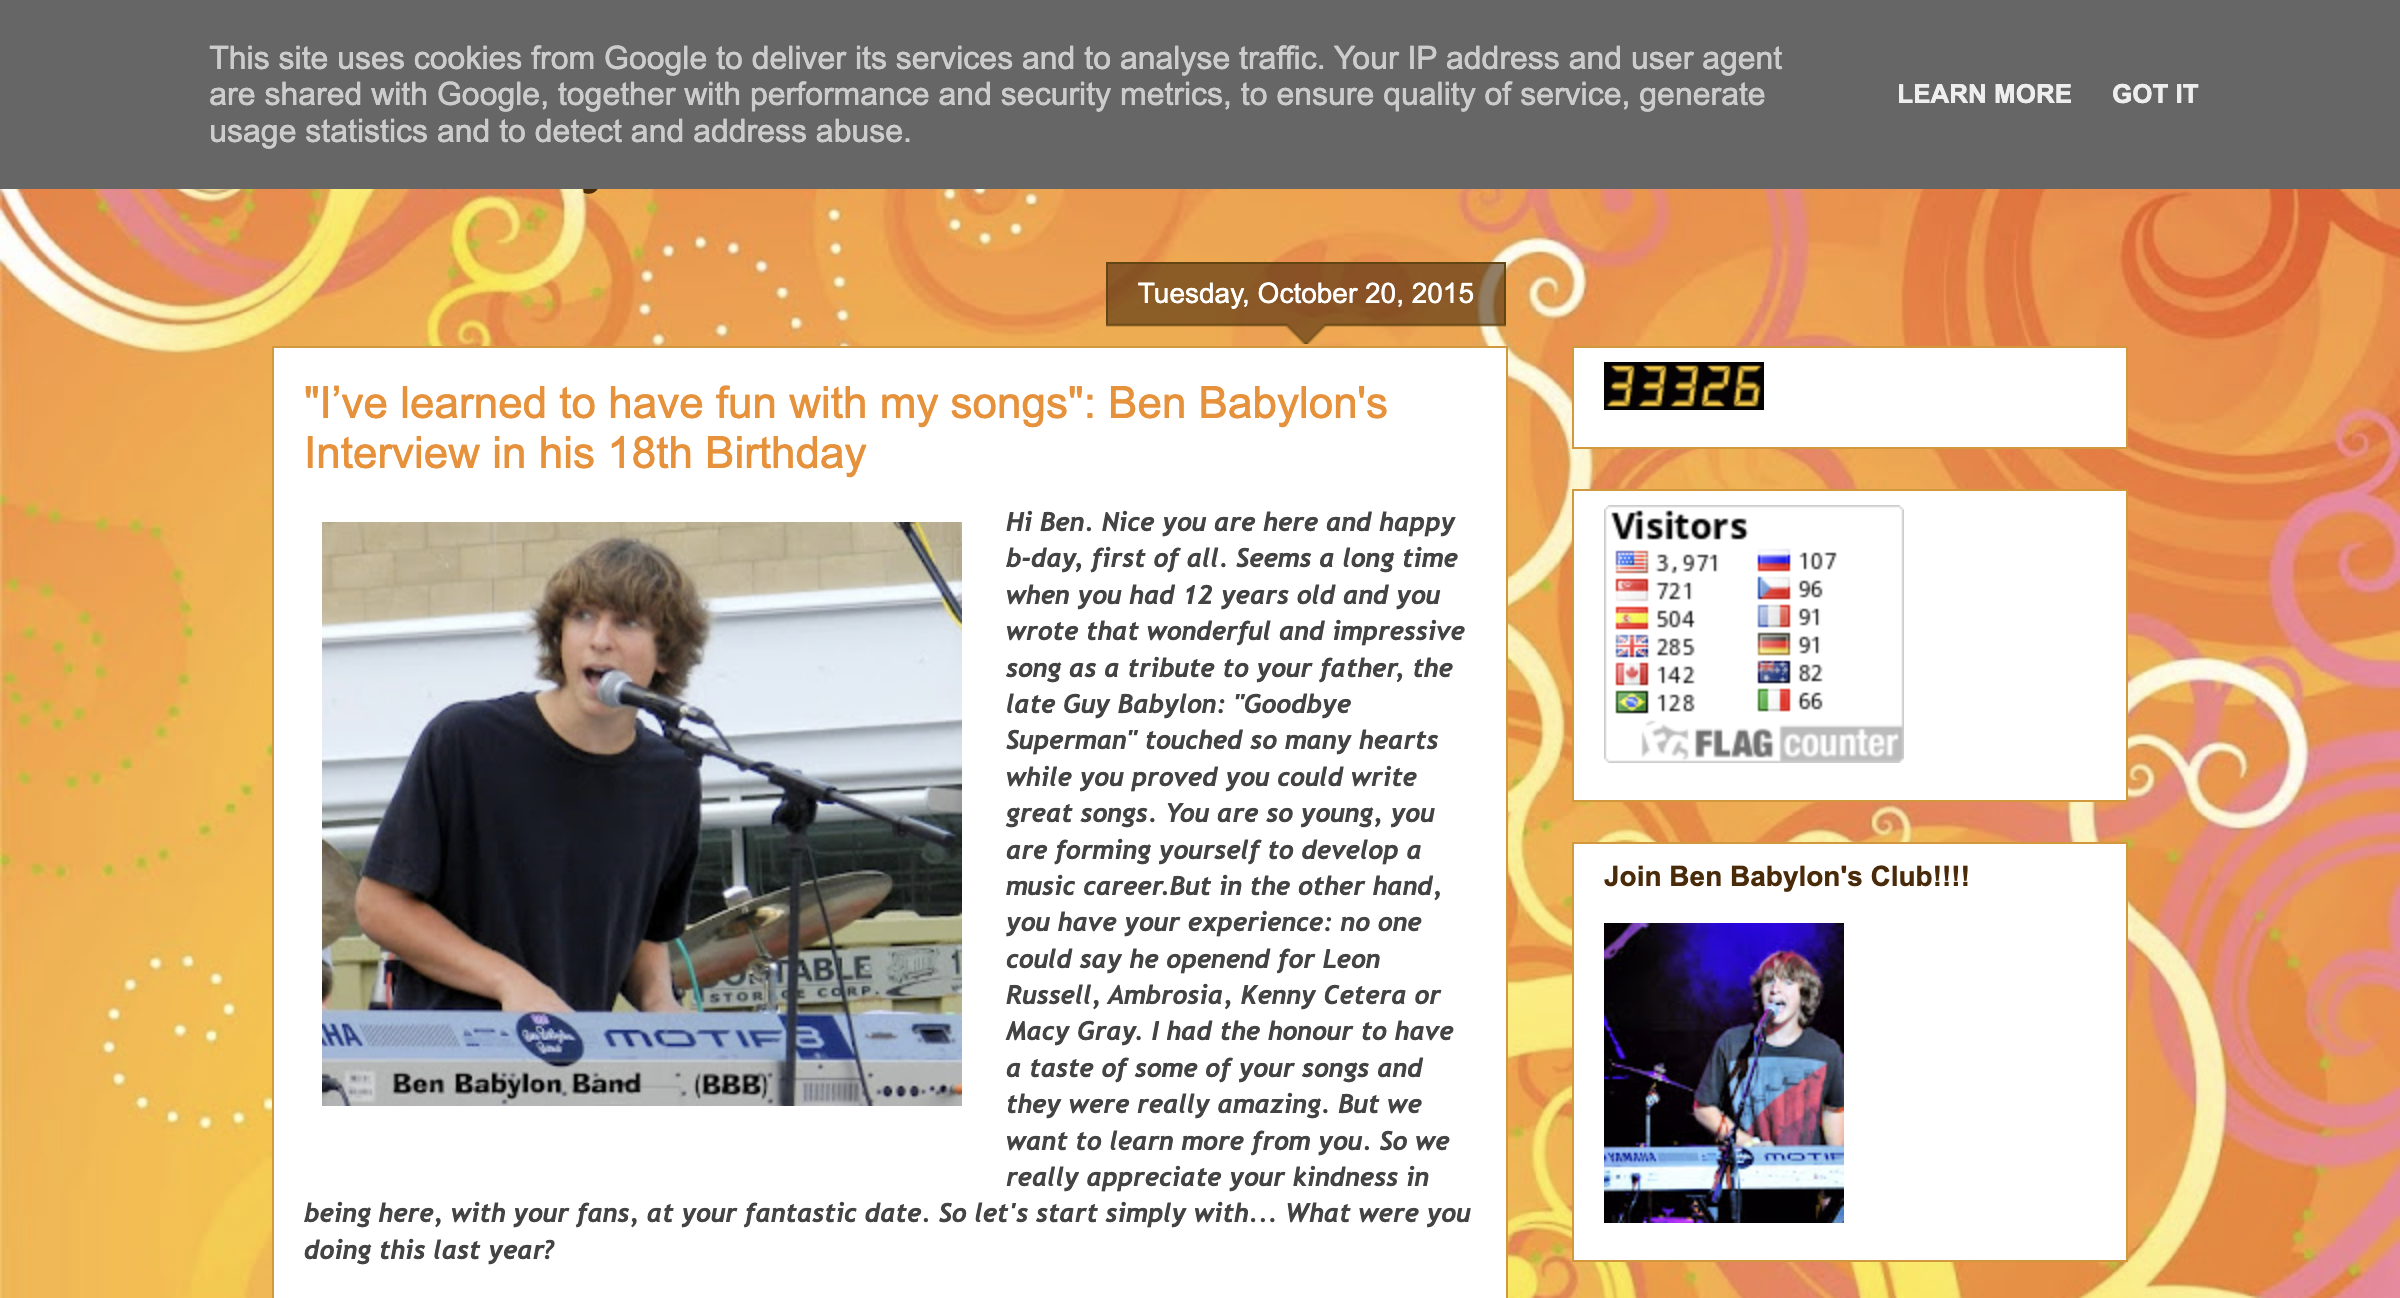 This site uses cookies from Google to deliver its services and to analyse traffic. Your IP address and user agent
are shared with Google, together with performance and security metrics, to ensure quality of service, generate
usage statistics and to detect and address abuse.
LEARN MORE GOT IT
Tuesday, October 20, 2015
"I’ve learned to have fun with my songs": Ben Babylon's
Interview in his 18th Birthday
Hi Ben. Nice you are here and happy
b-day, first of all. Seems a long time
when you had 12 years old and you
wrote that wonderful and impressive
song as a tribute to your father, the
late Guy Babylon: "Goodbye
Superman" touched so many hearts
while you proved you could write
great songs. You are so young, you
are forming yourself to develop a
music career.But in the other hand,
you have your experience: no one
could say he openend for Leon
Russell, Ambrosia, Kenny Cetera or
Macy Gray. I had the honour to have
a taste of some of your songs and
they were really amazing. But we
want to learn more from you. So we
really appreciate your kindness in
being here, with your fans, at your fantastic date. So let's start simply with... What were you
doing this last year?
STORAGE CORP.
MOTIF 8
Ben Babylon Band (BBB)
33326
Visitors
3,971 107
721 96
504 91
285 91
142 82
128 66
FLAG counter
Join Ben Babylon's Club!!!!
YAMAHA MOTIF